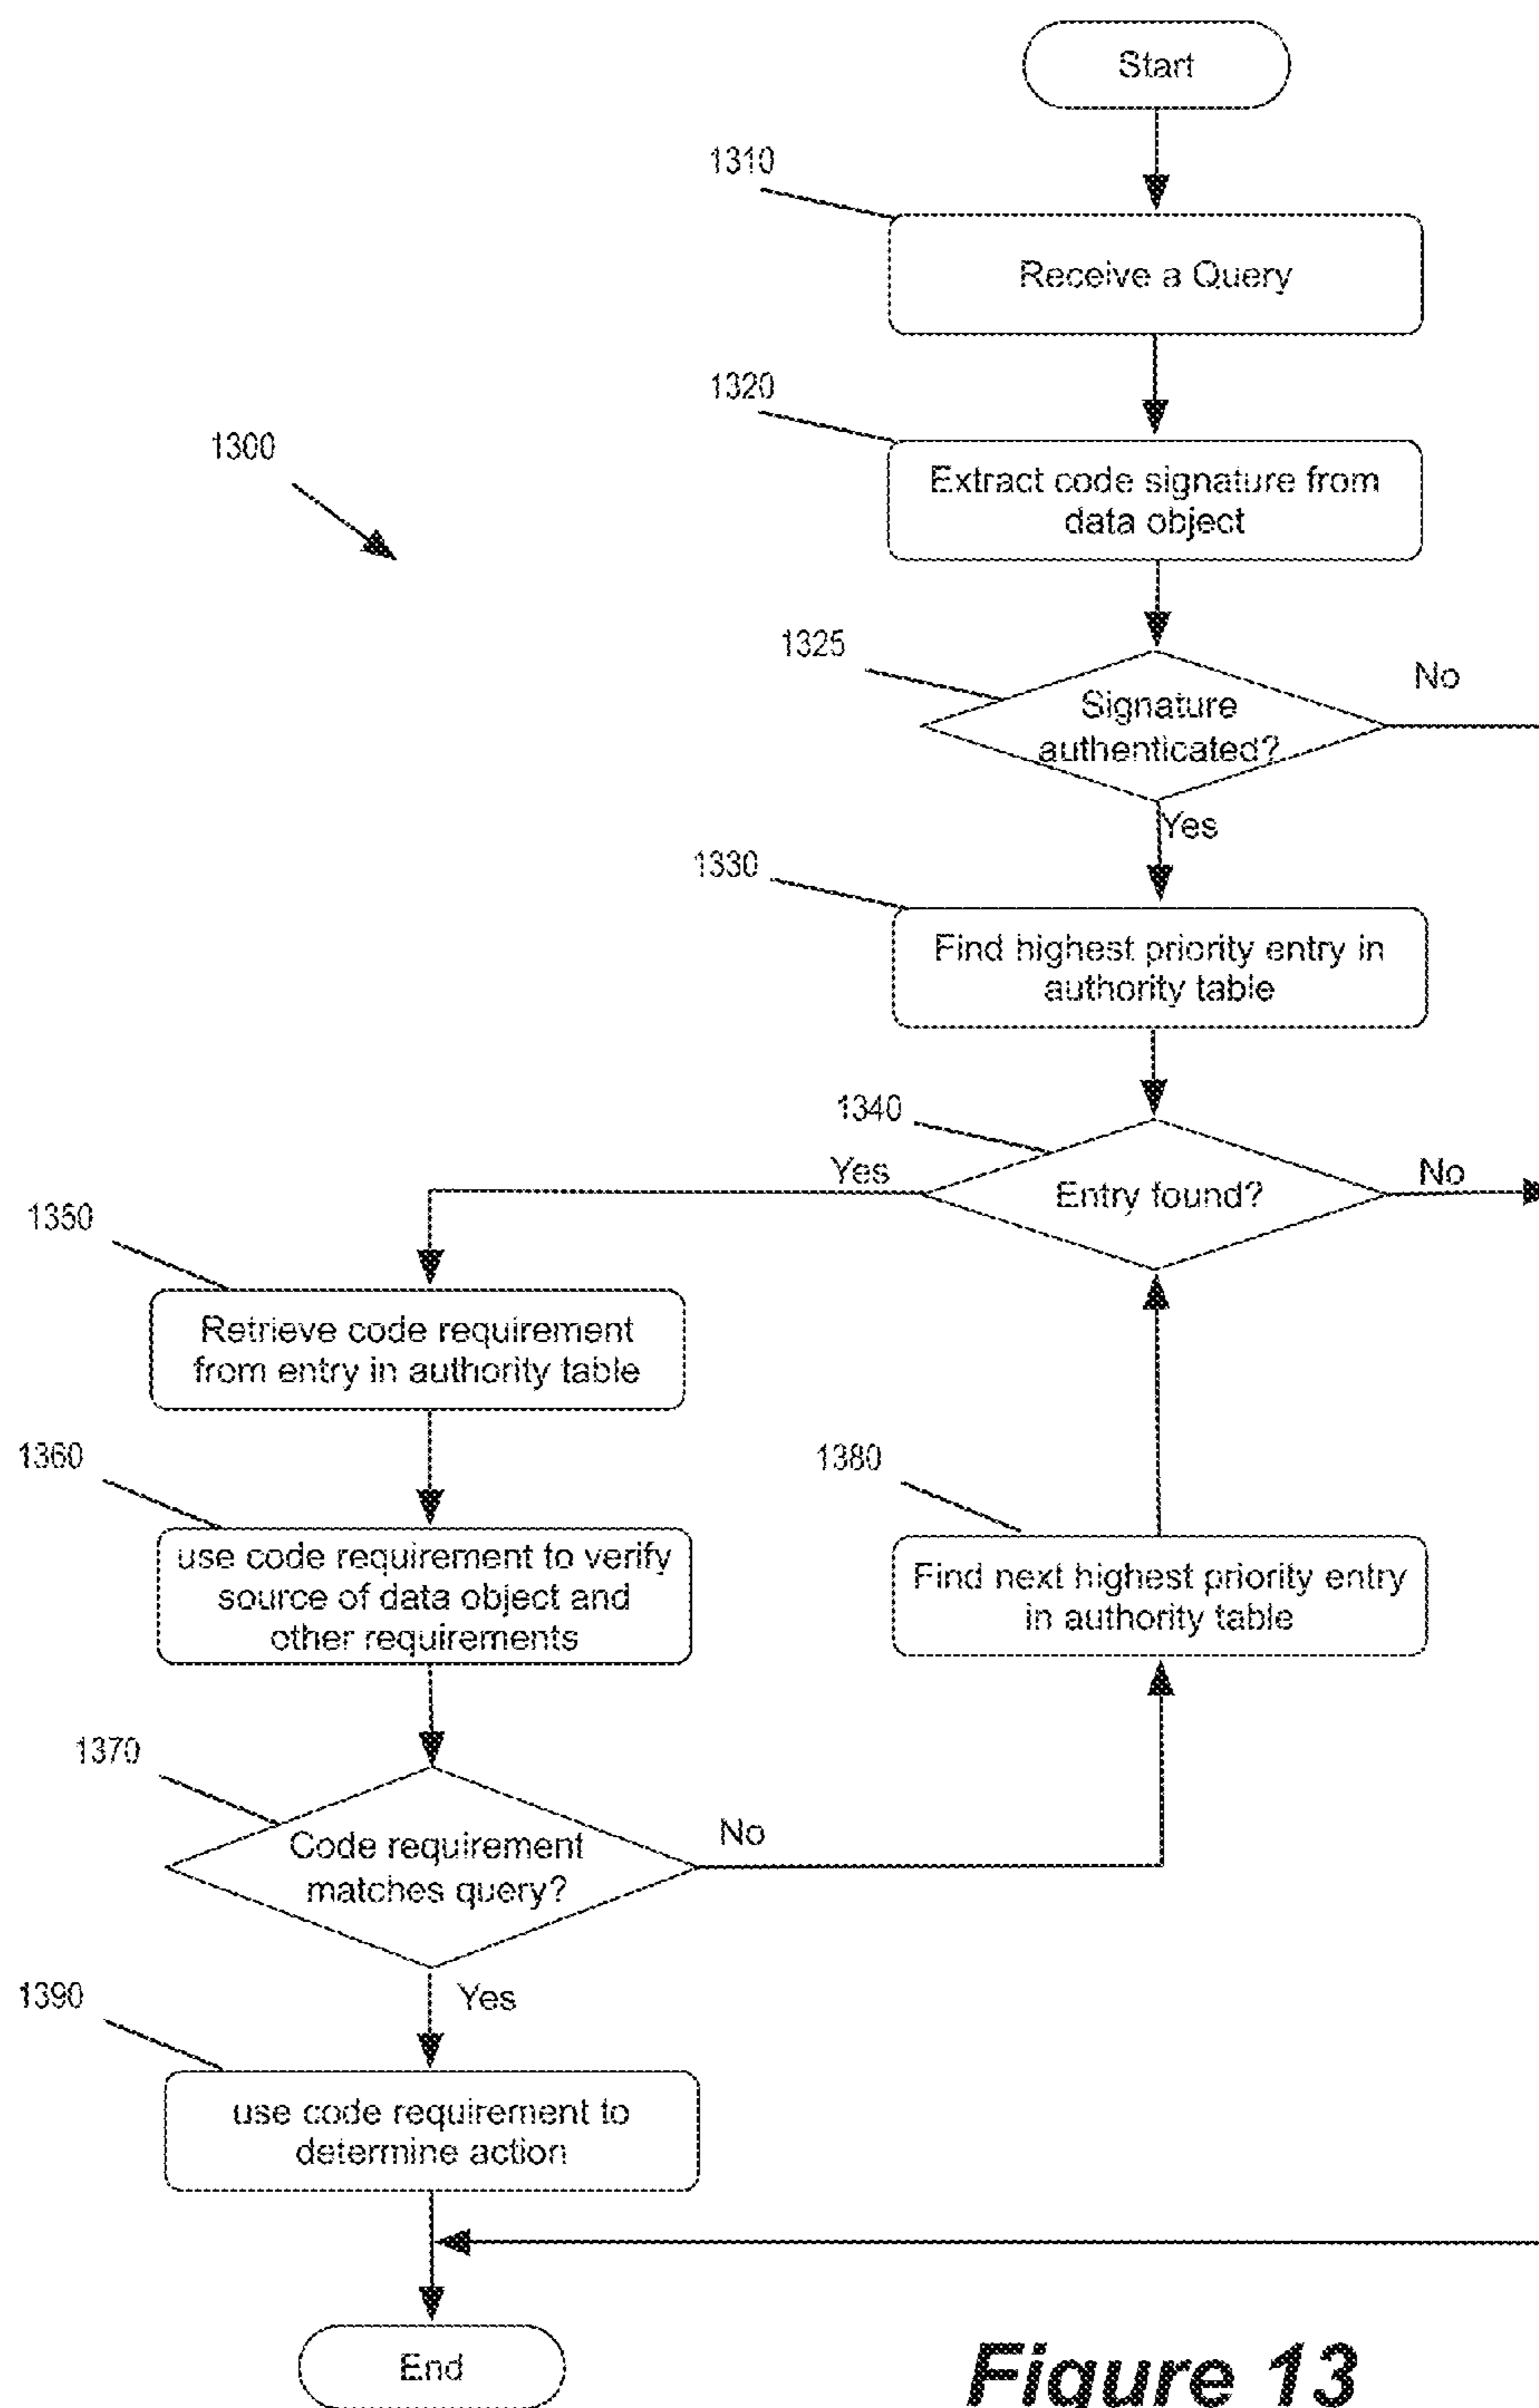 Start
1310
Receive a Query
1320
Extract code signature from
data object
1300
1325
Signature
authenticated?
No
Yes
1330
Find highest priority entry in
authority table
1340
Entry found?
Yes
No
1350
Retrieve code requirement
from entry in authority table
1360
use code requirement to verify
source of data object and
other requirements
1380
Find next highest priority entry
in authority table
1370
Code requirement
matches query?
No
Yes
1390
use code requirement to
determine action
End
Figure 13